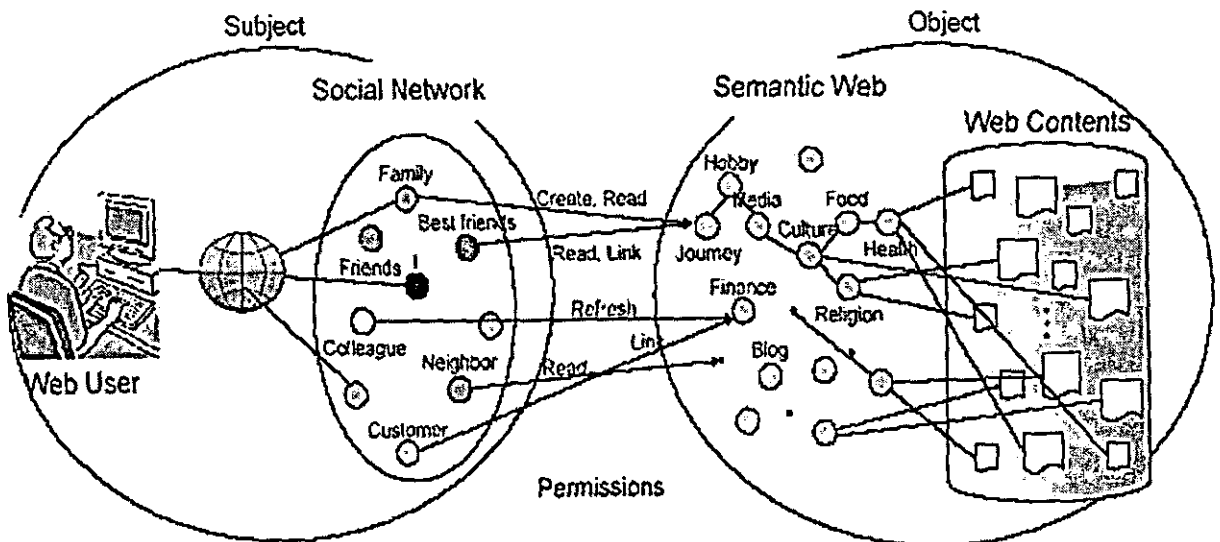 Subject
Object
Social Network
Semantic Web
Web Contents
Family
Create, Read
Hobby
Media
Food
Best friends
Read, Link
Journey
Culture
Health
Friends
Finance
Refresh
Religion
Colleague
Lin
Neighbor
Read
Blog
Web User
Customer
Permissions